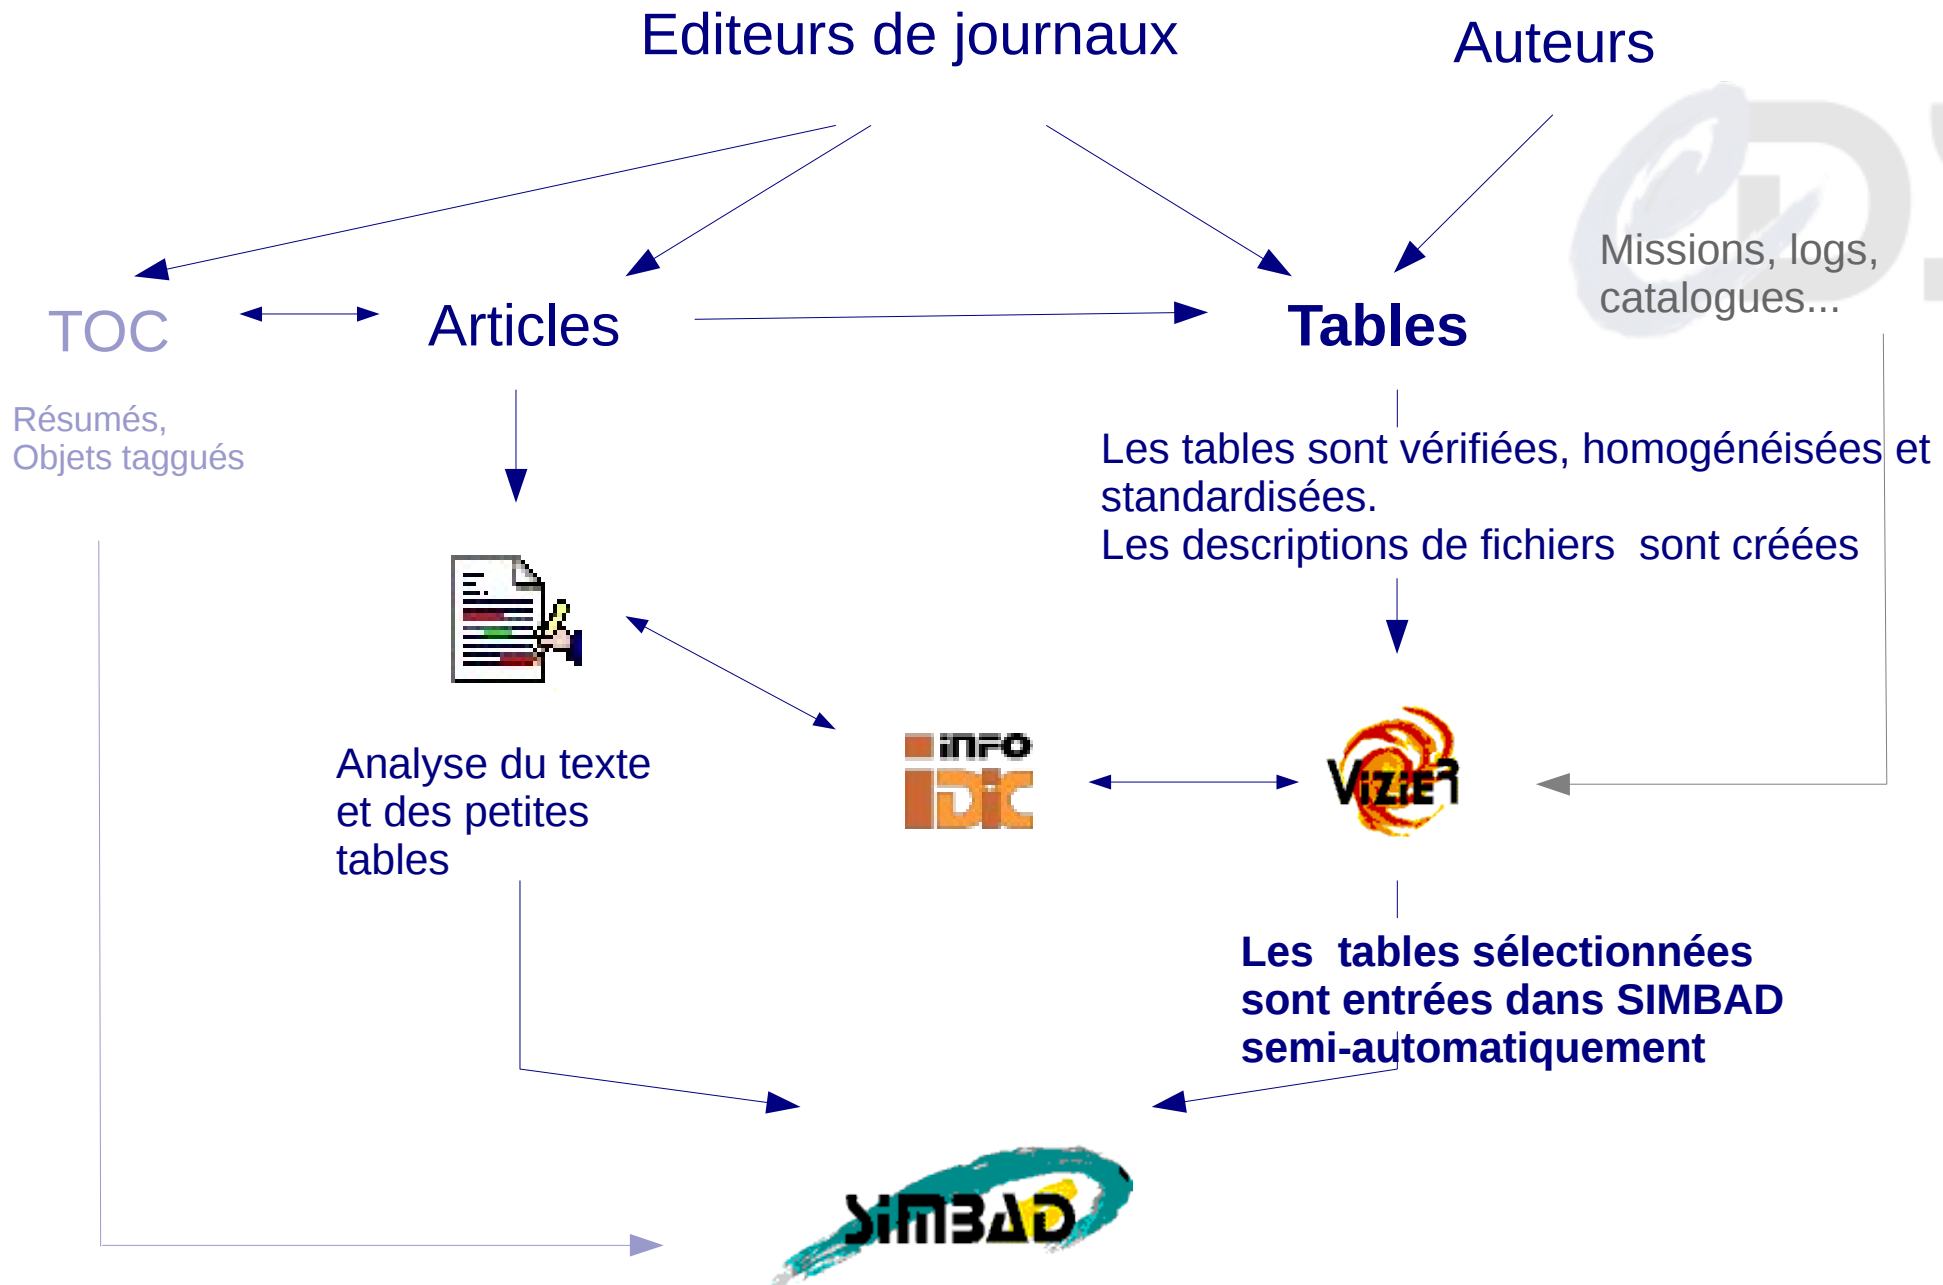 Editeurs de journaux
Auteurs
Missions, logs,
catalogues...
TOC
Articles
Tables
Résumés,
Objets taggués
Les tables sont vérifiées, homogénéisées et
standardisées.
Les descriptions de fichiers  sont créées
Analyse du texte
et des petites
tables
iNFO
DiC
ViZieR
Les  tables sélectionnées
sont entrées dans SIMBAD
semi-automatiquement
SiMBAD